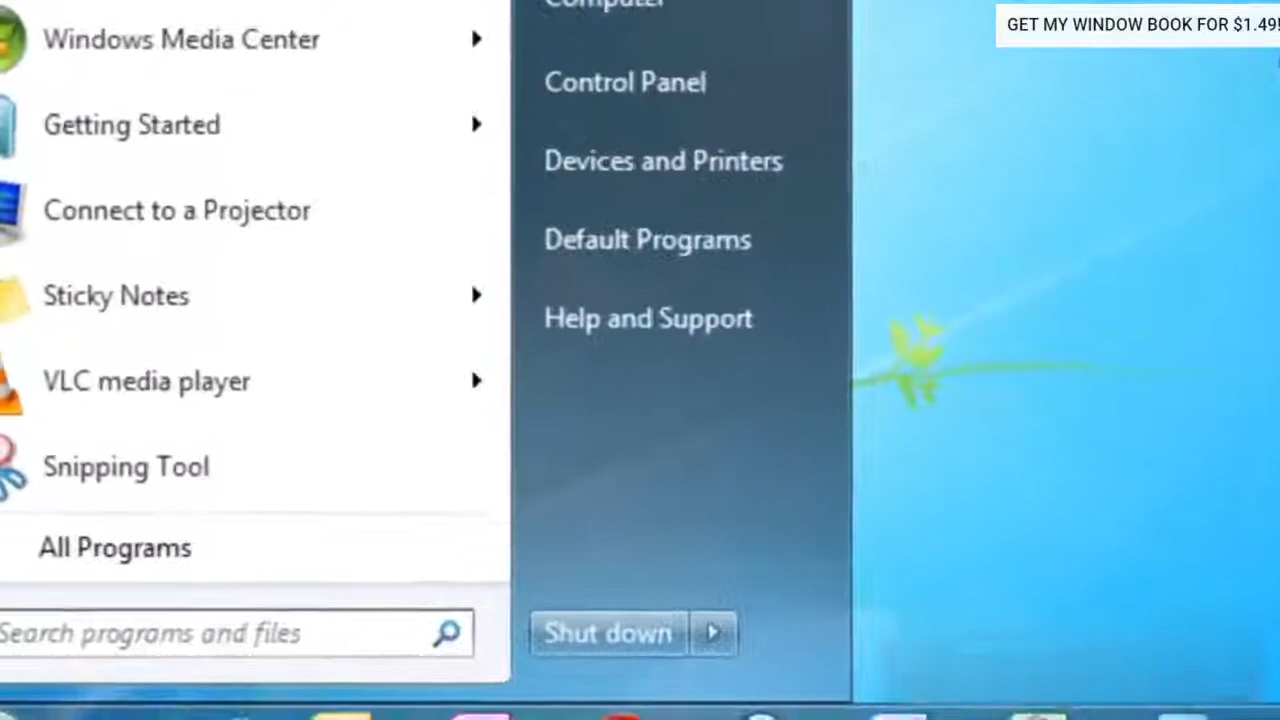 GET MY WINDOW BOOK FOR $1.49!
Windows Media Center
Getting Started
Connect to a Projector
Sticky Notes
VLC media player
Snipping Tool
All Programs
Search programs and files
Computer
Control Panel
Devices and Printers
Default Programs
Help and Support
Shut down